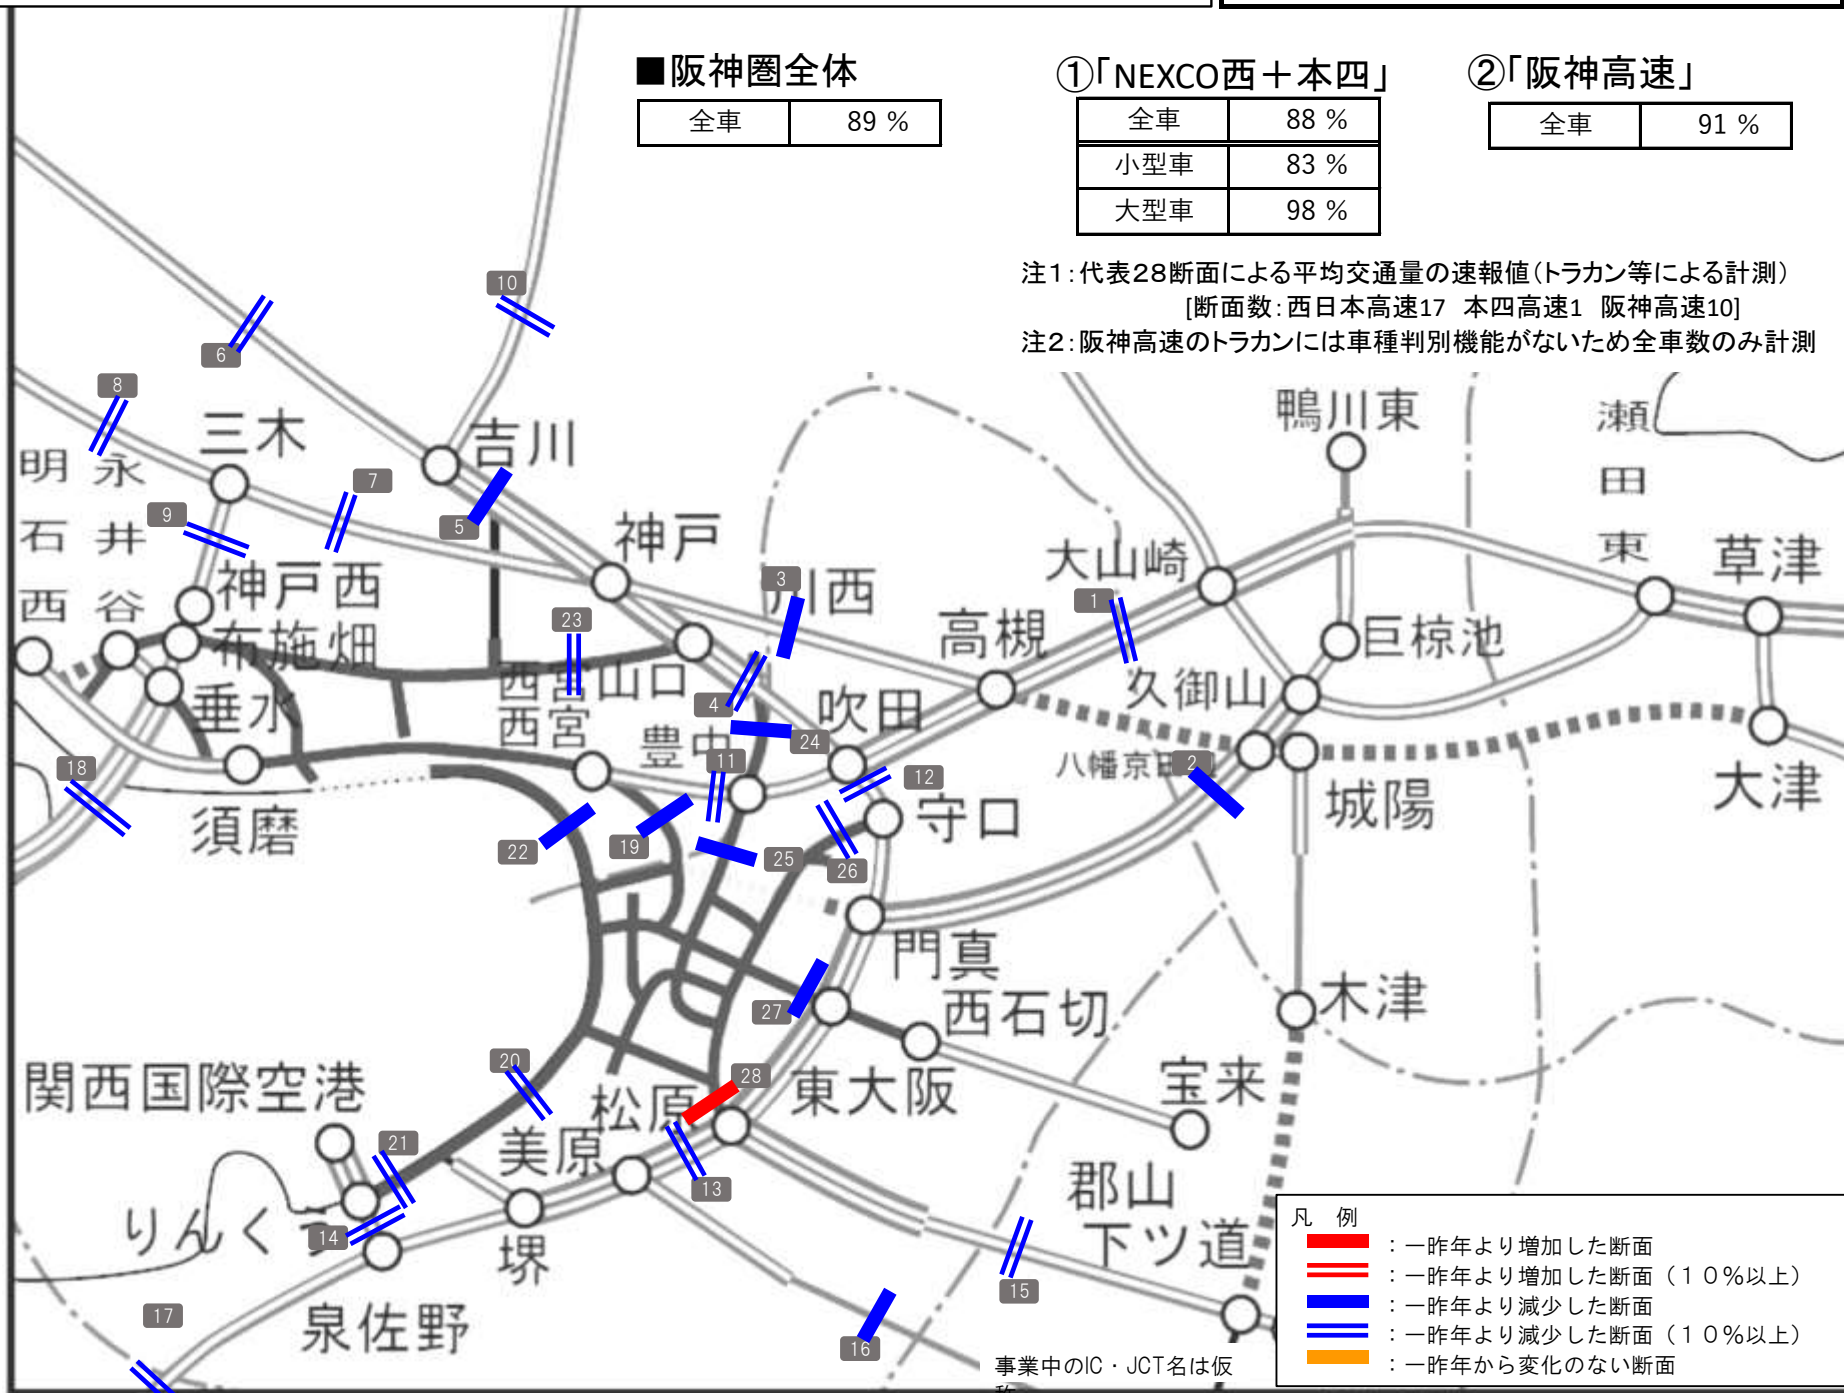 ■阪神圏全体
全車 89 %
①「NEXCO西＋本四」
全車 88 %
小型車 83 %
大型車 98 %
②「阪神高速」
全車 91 %
注1：代表28断面による平均交通量の速報値（トラカン等による計測）
[断面数：西日本高速17 本四高速1 阪神高速10]
注2：阪神高速のトラカンには車種判別機能がないため全車数のみ計測
10
6
8
三木
吉川
鴨川東
瀬田東
明石西
永井谷
7
9
5
神戸
3
川西
大山崎
1
草津
神戸西
布施畑
23
高槻
巨椋池
西宮山口
久御山
垂水
4
吹田
西宮
豊中
24
11
12
八幡京田
2
18
須磨
守口
城陽
大津
22
19
25
26
門真
27
西石切
木津
関西国際空港
20
28
松原
東大阪
宝来
21
美原
13
郡山
下ツ道
りんくう
14
堺
15
17
泉佐野
16
事業中のIC・JCT名は仮
凡 例
：一昨年より増加した断面
：一昨年より増加した断面（１０％以上）
：一昨年より減少した断面
：一昨年より減少した断面（１０％以上）
：一昨年から変化のない断面